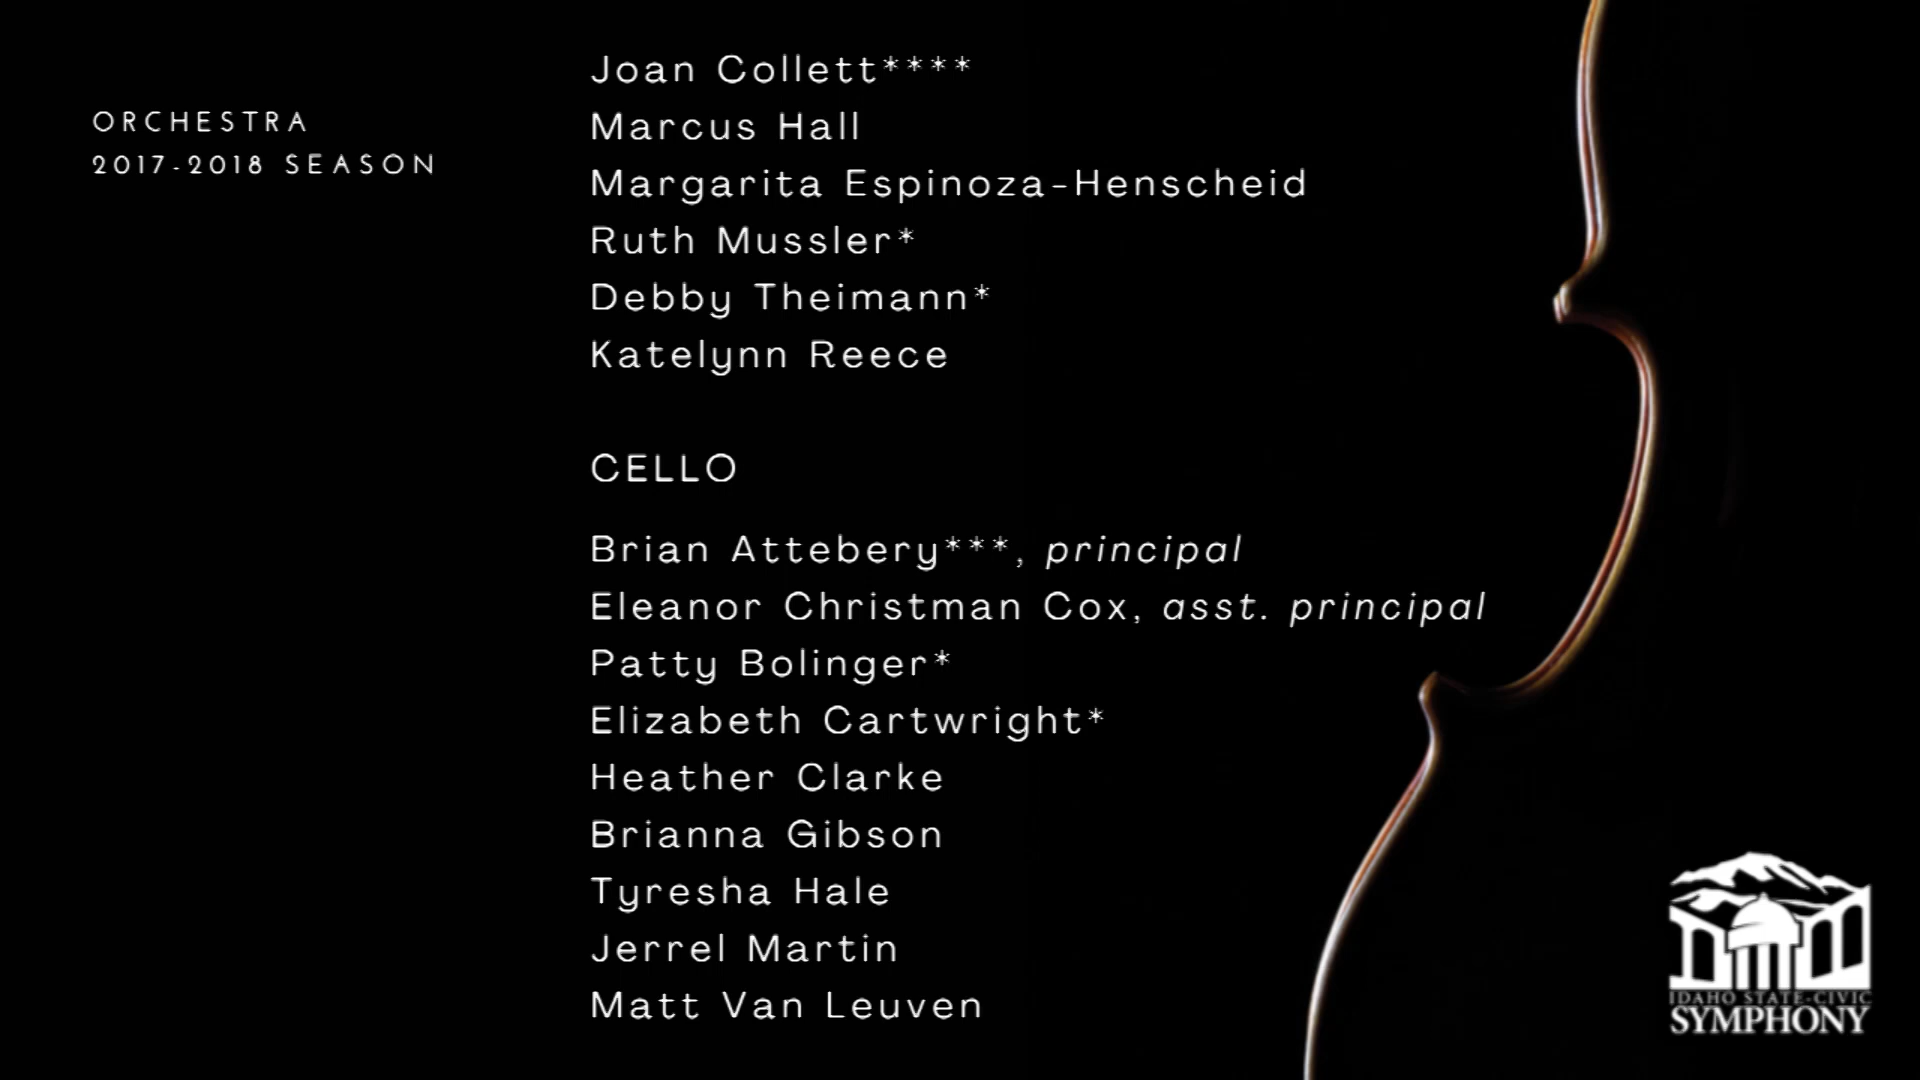 ORCHESTRA
2017-2018 SEASON
Joan Collett****
Marcus Hall
Margarita Espinoza-Henscheid
Ruth Mussler*
Debby Theimann*
Katelynn Reece
CELLO
Brian Attebery***, principal
Eleanor Christman Cox, asst. principal
Patty Bolinger*
Elizabeth Cartwright*
Heather Clarke
Brianna Gibson
Tyresha Hale
Jerrel Martin
Matt Van Leuven
IDAHO STATE-CIVIC
SYMPHONY